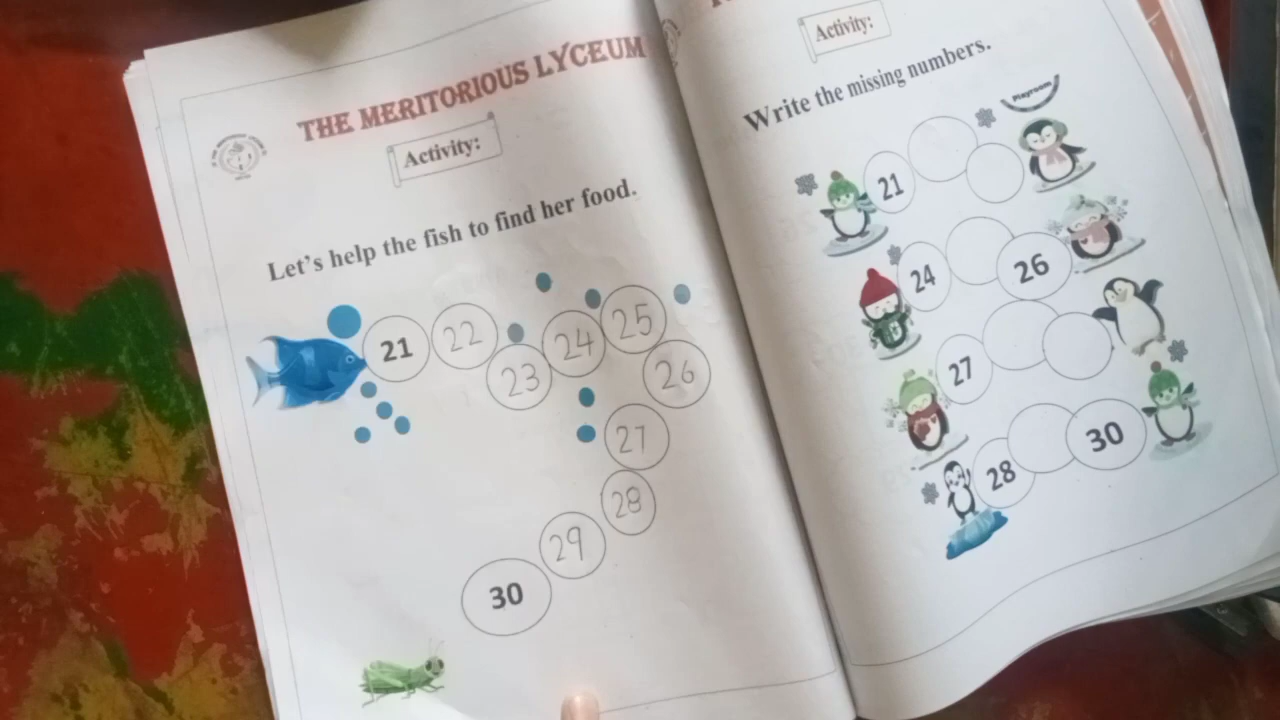 THE MERITORIOUS LYCEUM
Activity:
Let's help the fish to find her food.
21 22 23 24 25
26
27
28
29
30
Activity:
Write the missing numbers.
Playroom
21
24 26
27
28 30